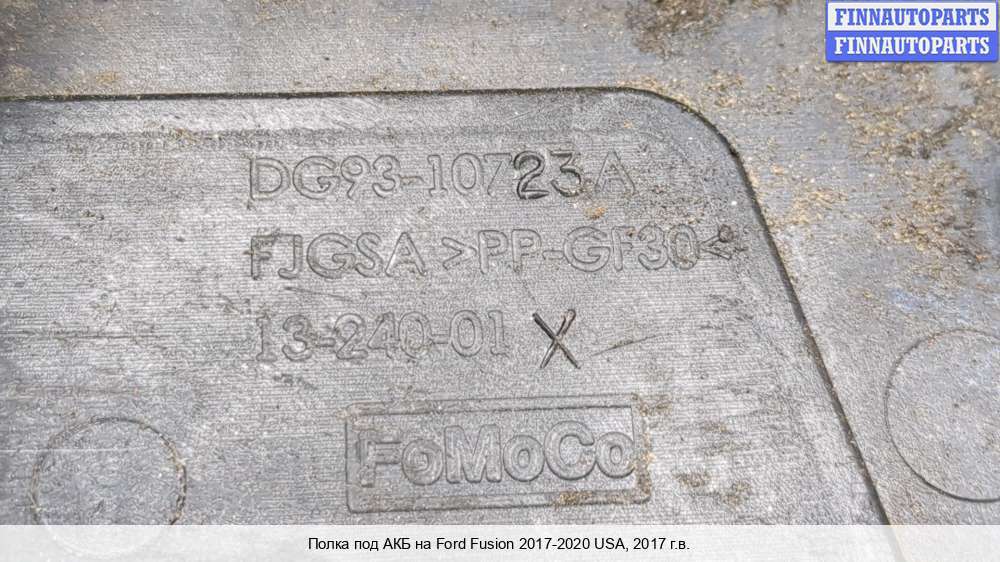 FINNAUTOPARTS
FINNAUTOPARTS
DG93-10723A
FJGSA >PP-GF30<
13-240-01 X
FoMoCo
Полка под АКБ на Ford Fusion 2017-2020 USA, 2017 г.в.